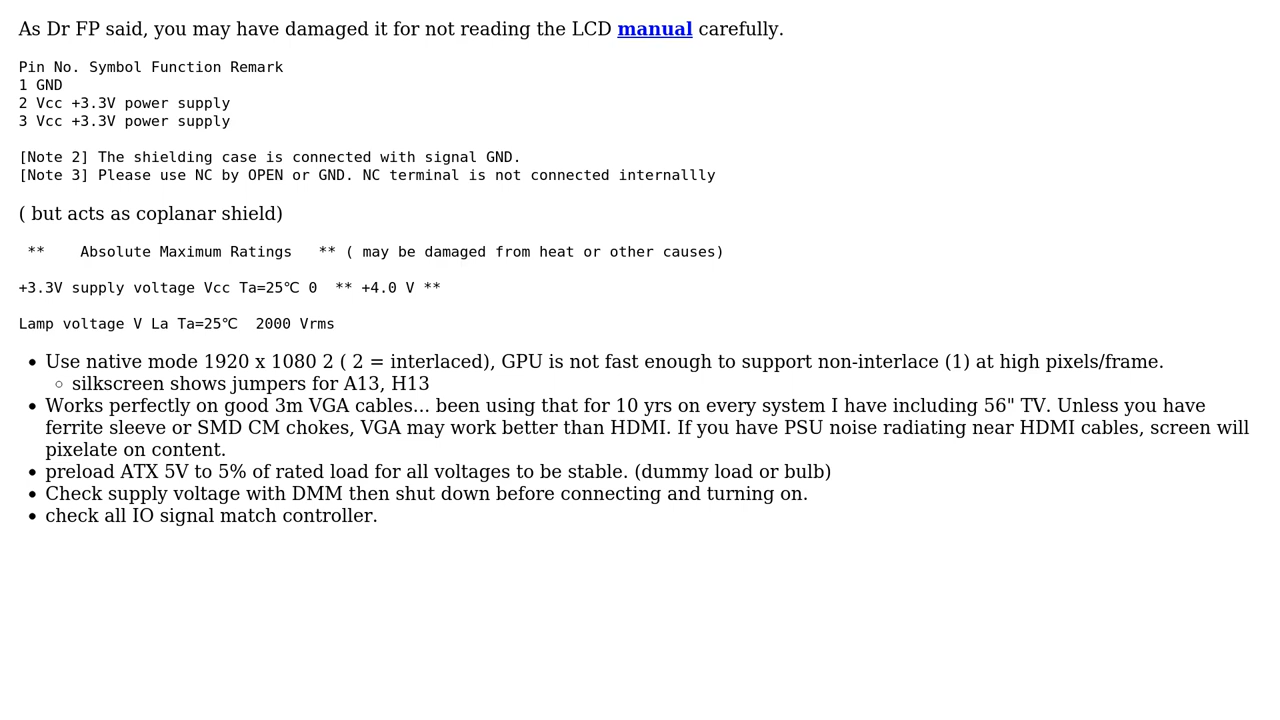 As Dr FP said, you may have damaged it for not reading the LCD manual carefully.
Pin No. Symbol Function Remark
1 GND
2 Vcc +3.3V power supply
3 Vcc +3.3V power supply
[Note 2] The shielding case is connected with signal GND.
[Note 3] Please use NC by OPEN or GND. NC terminal is not connected internallly
( but acts as coplanar shield)
** Absolute Maximum Ratings ** ( may be damaged from heat or other causes)
+3.3V supply voltage Vcc Ta=25℃ 0 ** +4.0 V **
Lamp voltage V La Ta=25℃ 2000 Vrms
• Use native mode 1920 x 1080 2 ( 2 = interlaced), GPU is not fast enough to support non-interlace (1) at high pixels/frame.
◦ silkscreen shows jumpers for A13, H13
• Works perfectly on good 3m VGA cables... been using that for 10 yrs on every system I have including 56" TV. Unless you have
ferrite sleeve or SMD CM chokes, VGA may work better than HDMI. If you have PSU noise radiating near HDMI cables, screen will
pixelate on content.
• preload ATX 5V to 5% of rated load for all voltages to be stable. (dummy load or bulb)
• Check supply voltage with DMM then shut down before connecting and turning on.
• check all IO signal match controller.